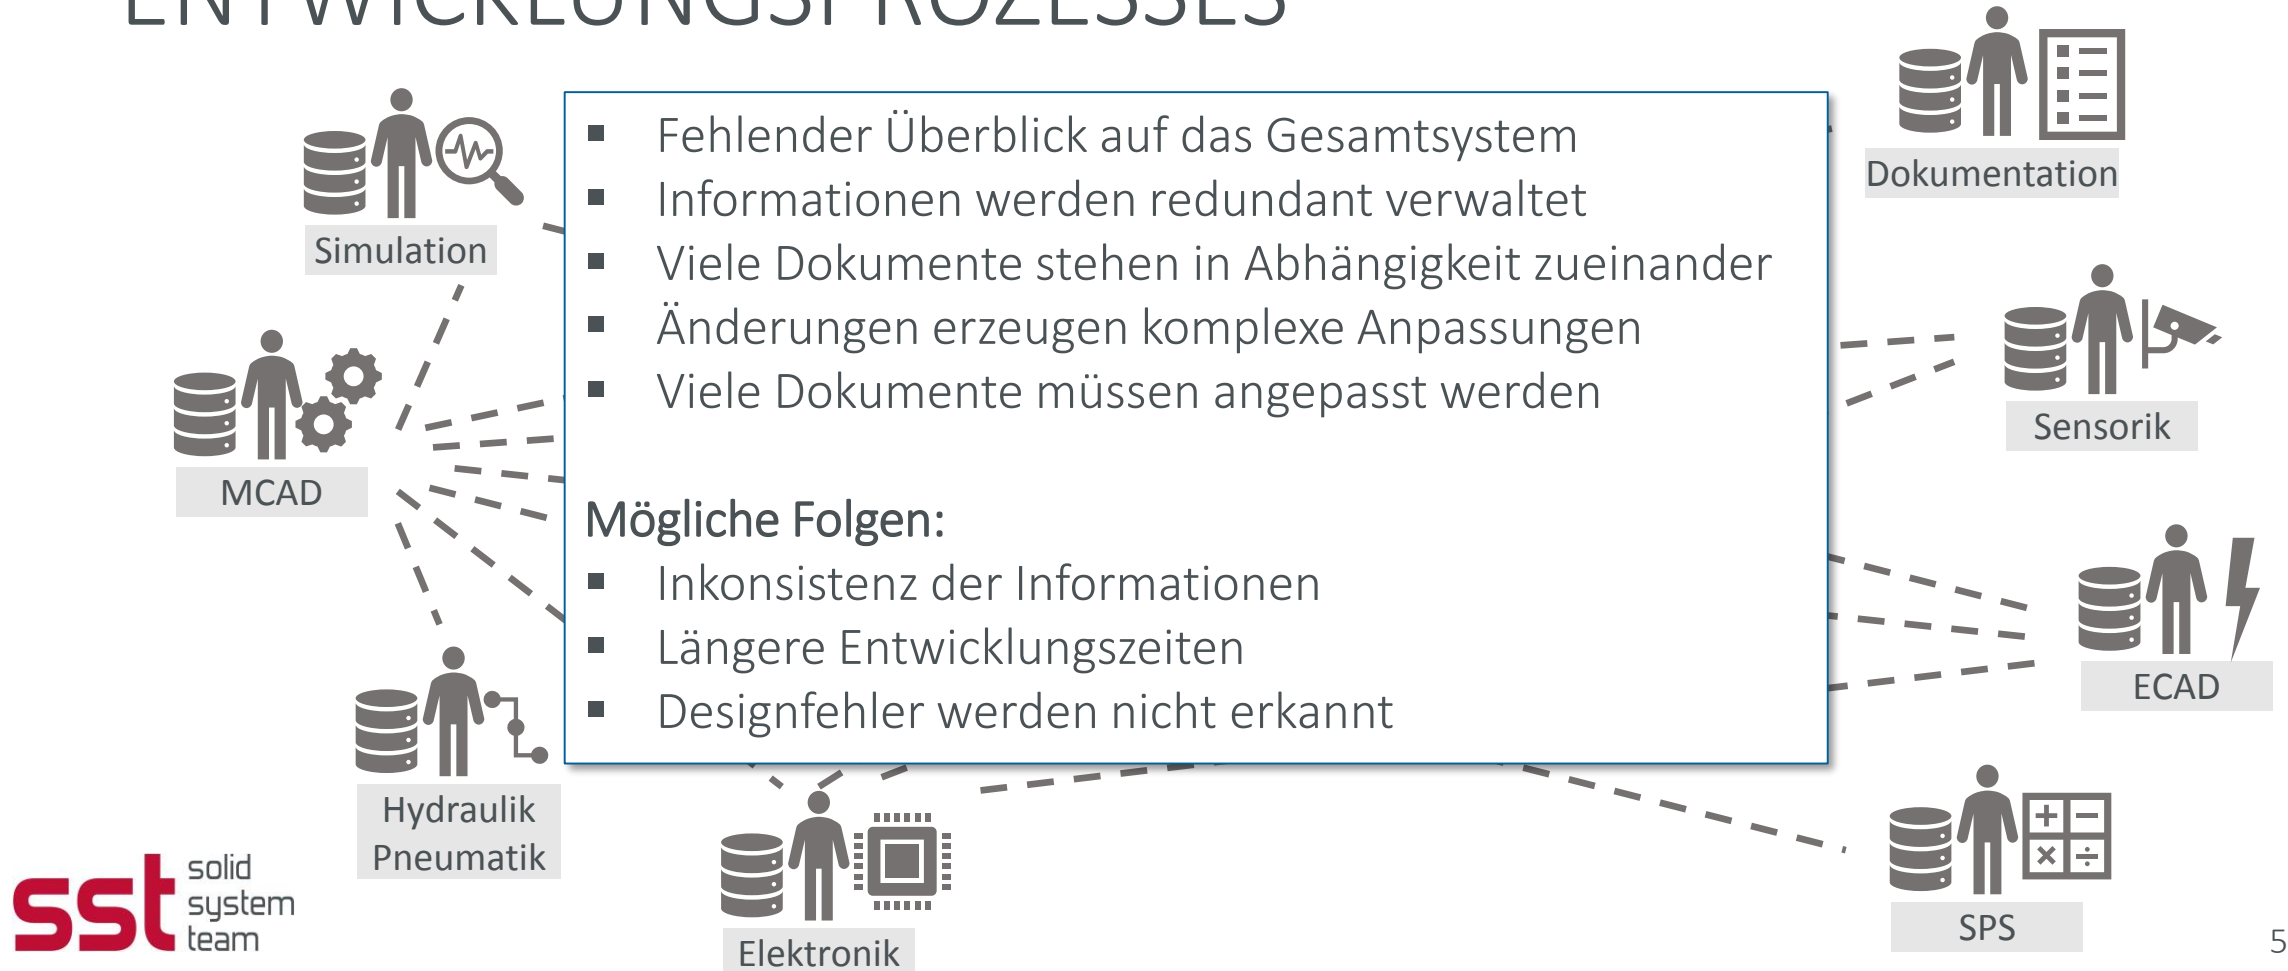 ENTWICKLUNGSPROZESSES
Dokumentation
Simulation
▪ Fehlender Überblick auf das Gesamtsystem
▪ Informationen werden redundant verwaltet
▪ Viele Dokumente stehen in Abhängigkeit zueinander
▪ Änderungen erzeugen komplexe Anpassungen
▪ Viele Dokumente müssen angepasst werden
Mögliche Folgen:
▪ Inkonsistenz der Informationen
▪ Längere Entwicklungszeiten
▪ Designfehler werden nicht erkannt
Sensorik
MCAD
ECAD
Hydraulik
Pneumatik
Elektronik
SPS
sst
solid
system
team
5